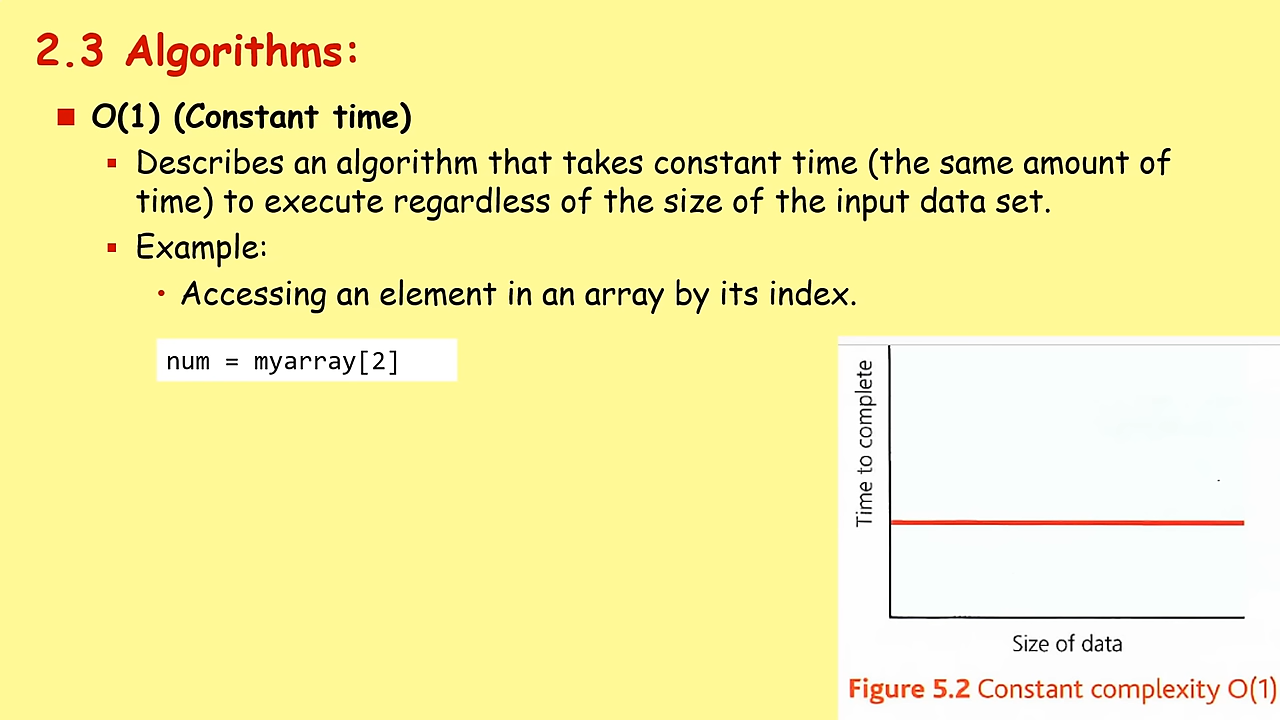 2.3 Algorithms:
O(1) (Constant time)
Describes an algorithm that takes constant time (the same amount of
time) to execute regardless of the size of the input data set.
Example:
Accessing an element in an array by its index.
num = myarray[2]
Time to complete
Size of data
Figure 5.2 Constant complexity O(1)